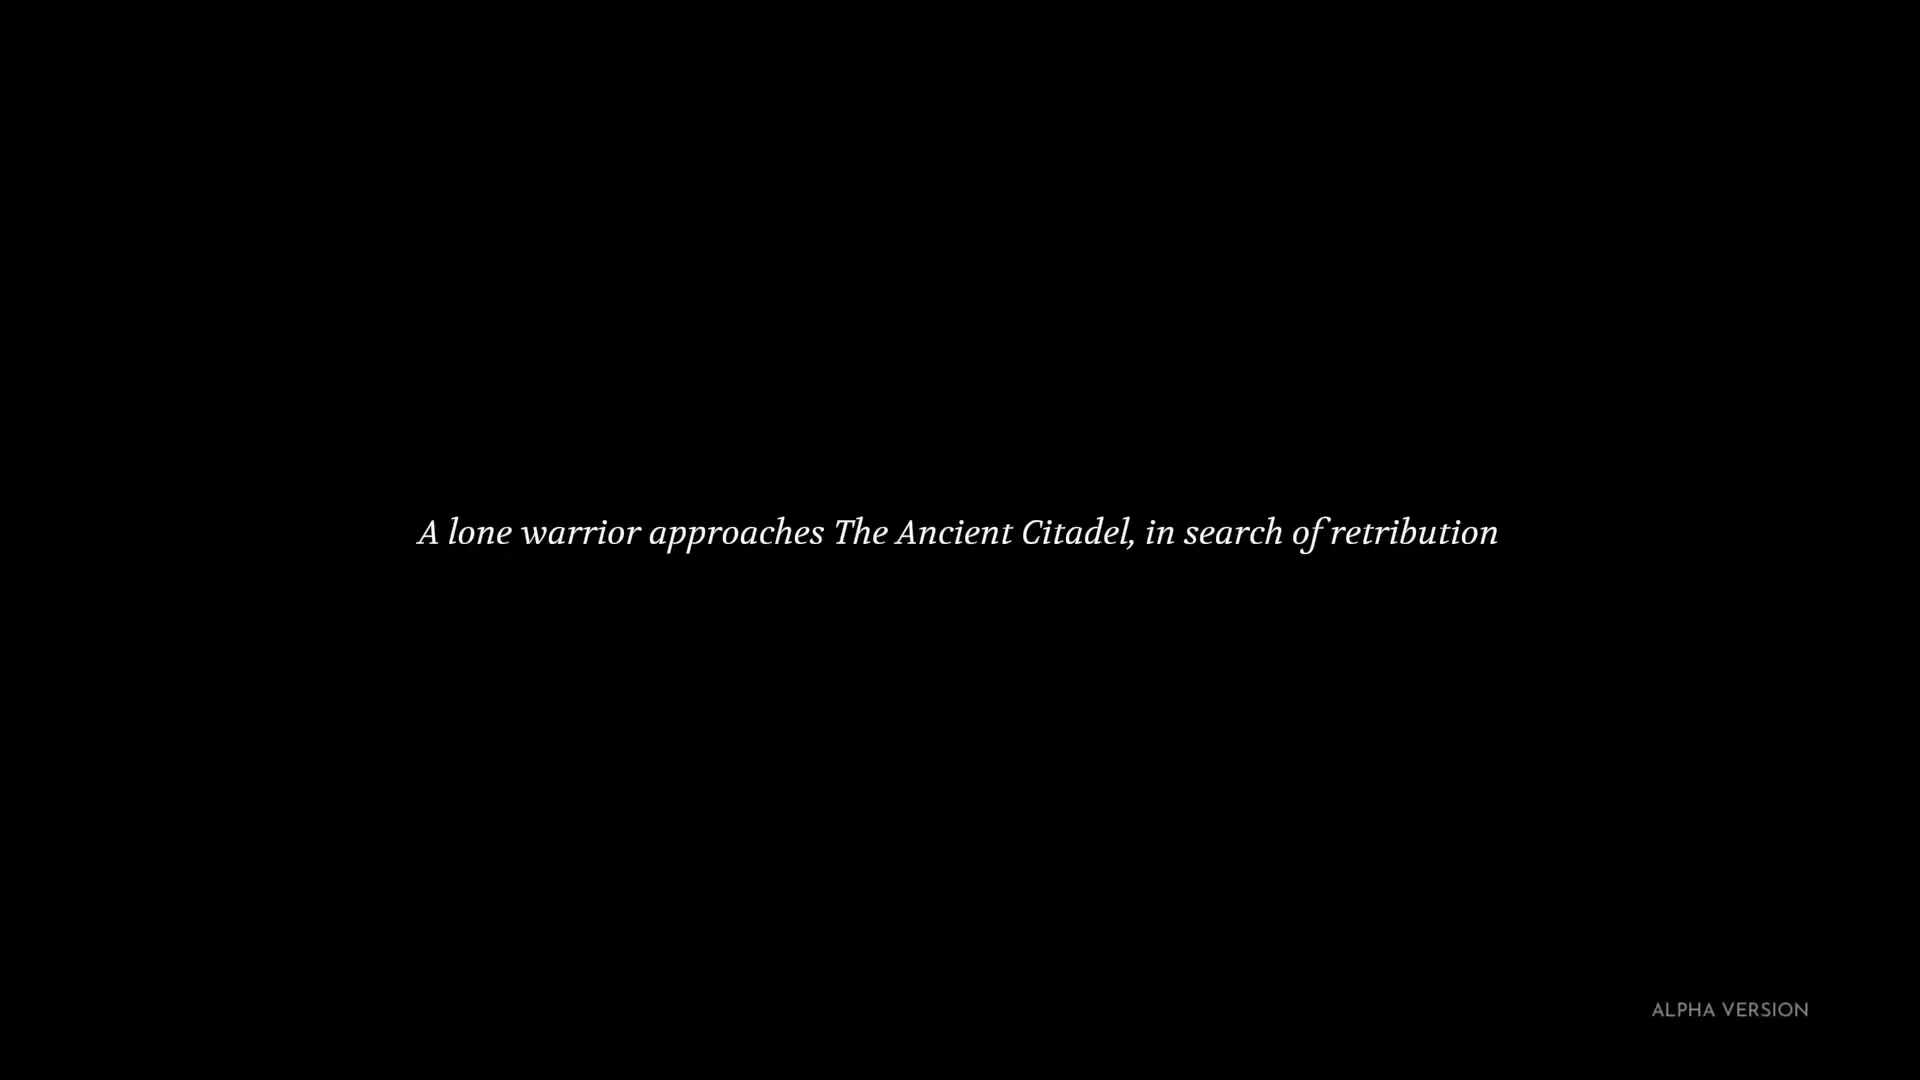 A lone warrior approaches The Ancient Citadel, in search of retribution
ALPHA VERSION